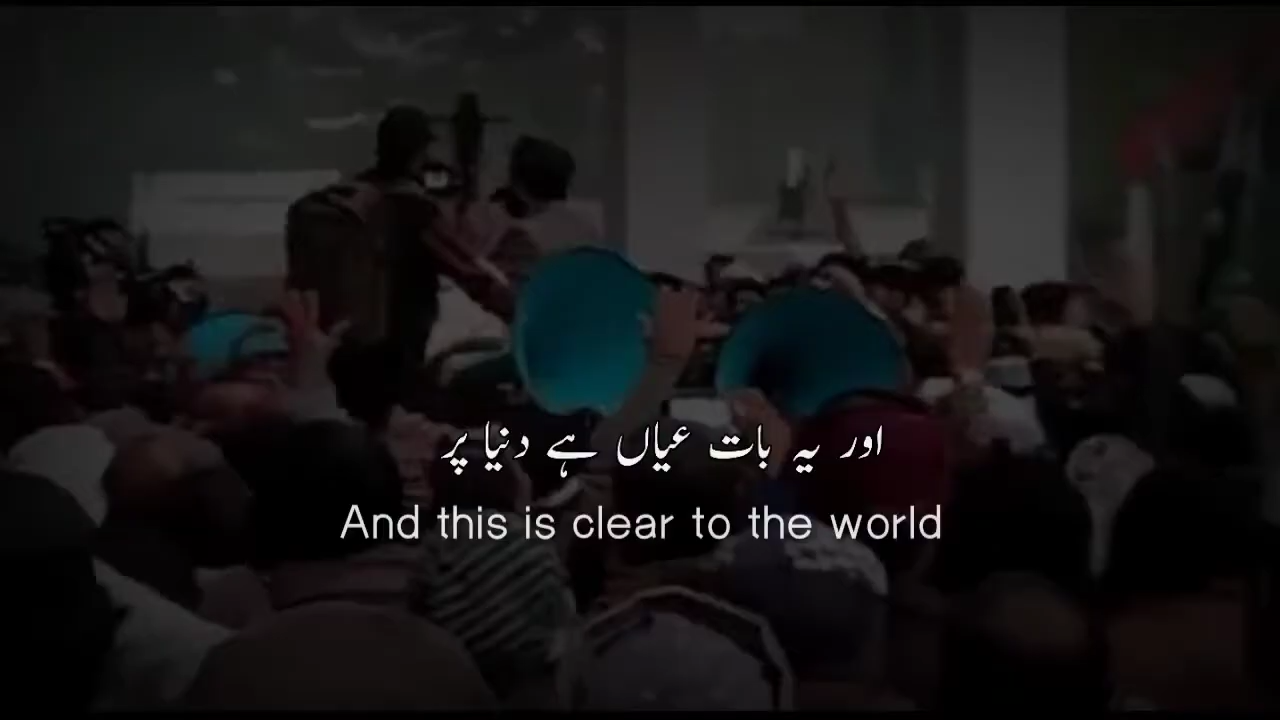 اور یہ بات عیاں ہے دنیا پر
And this is clear to the world